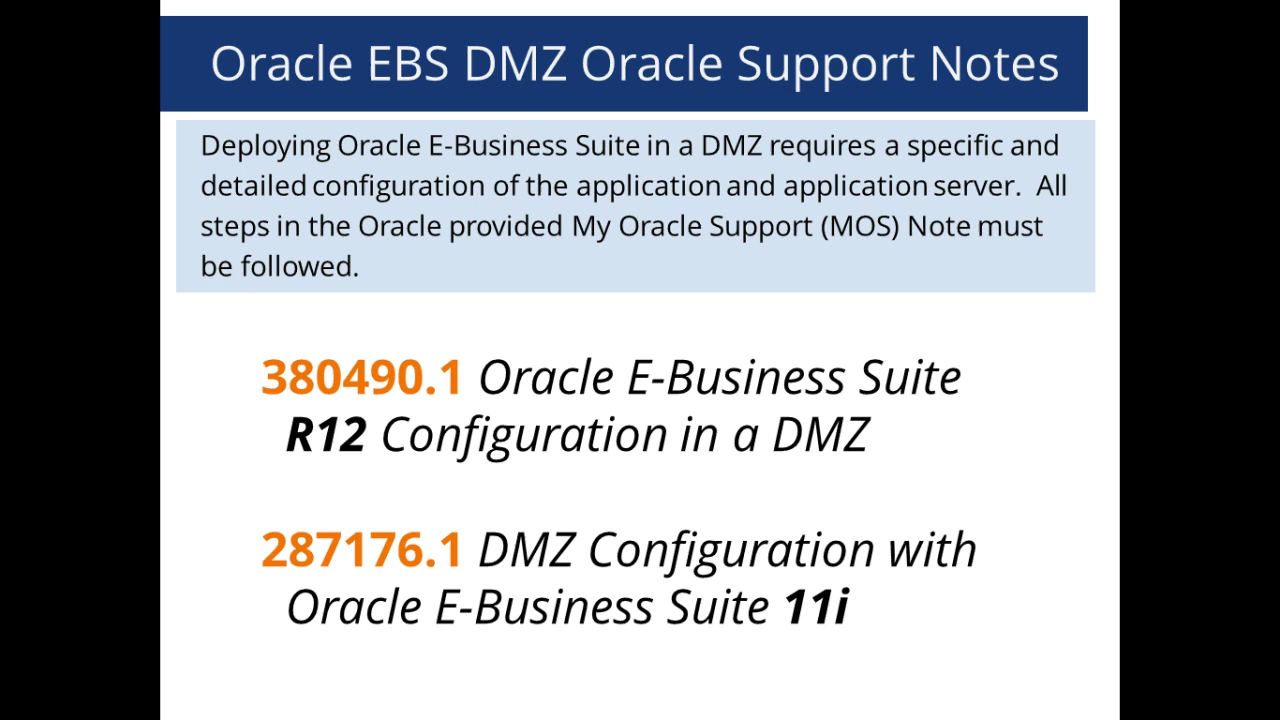 Oracle EBS DMZ Oracle Support Notes
Deploying Oracle E-Business Suite in a DMZ requires a specific and
detailed configuration of the application and application server.  All
steps in the Oracle provided My Oracle Support (MOS) Note must
be followed.
380490.1 Oracle E-Business Suite
R12 Configuration in a DMZ
287176.1 DMZ Configuration with
Oracle E-Business Suite 11i